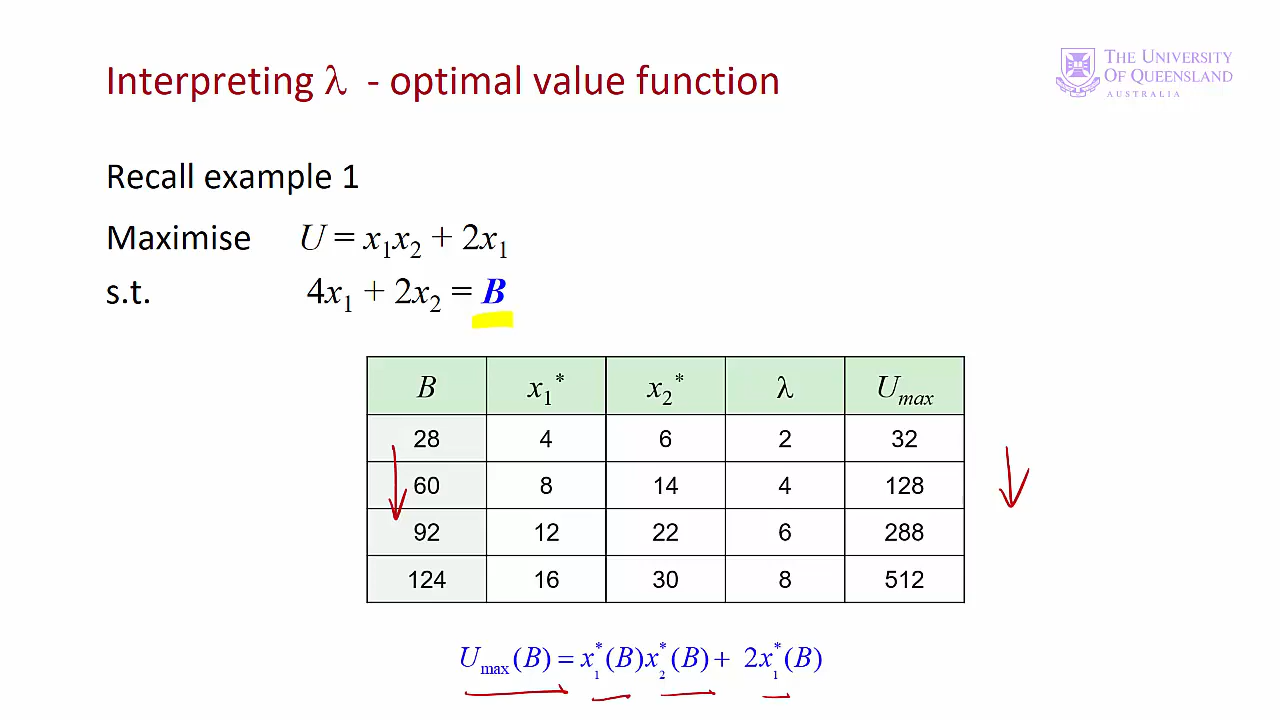 THE UNIVERSITY
OF QUEENSLAND
AUSTRALIA
Interpreting λ - optimal value function
Recall example 1
Maximise U = x₁x₂ + 2x₁
s.t. 4x₁ + 2x₂ = B
B x₁* x₂* λ Uₘₐₓ
28 4 6 2 32
60 8 14 4 128
92 12 22 6 288
124 16 30 8 512
Uₘₐₓ(B) = x₁*(B)x₂*(B) + 2x₁*(B)